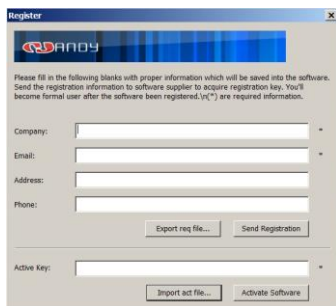 Register
ANDY
Please fill in the following blanks with proper information which will be saved into the software.
Send the registration information to software supplier to acquire registration key. You'll
become formal user after the software been registered.\n(*) are required information.
Company: *
Email: *
Address:
Phone:
Export req file... Send Registration
Active Key: *
Import act file... Activate Software